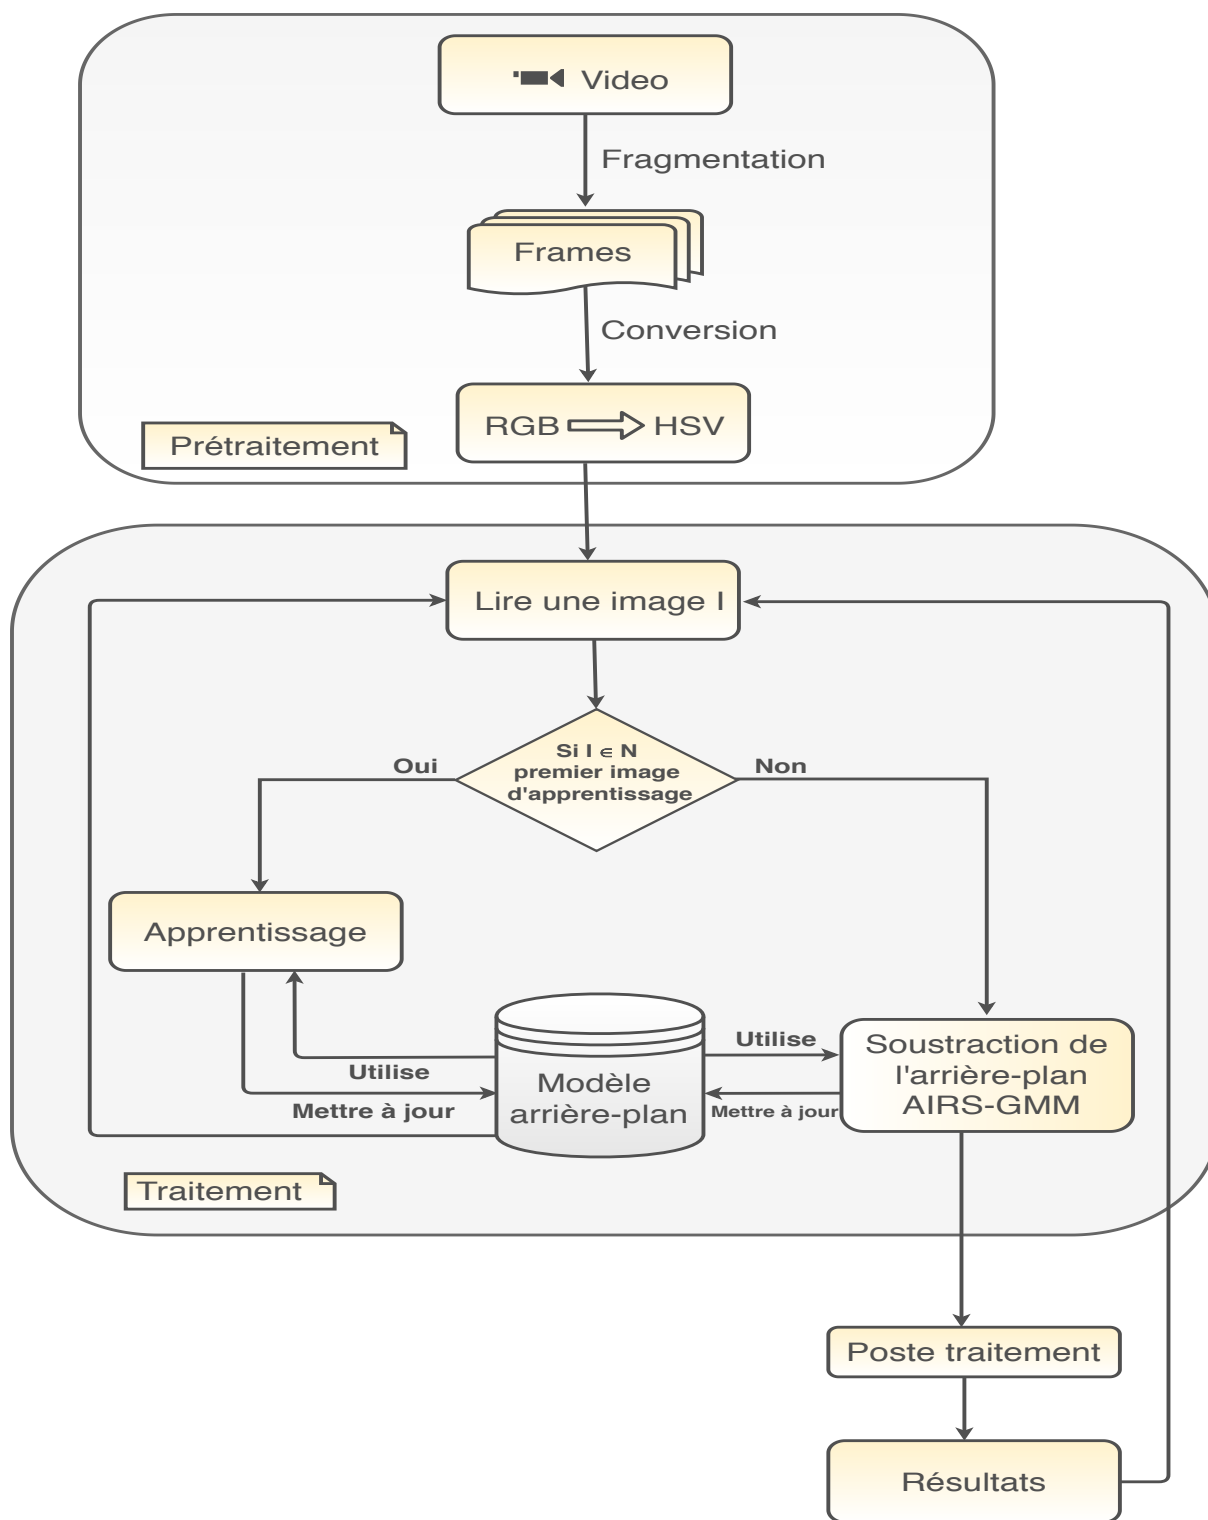 Video
Fragmentation
Frames
Conversion
RGB HSV
Prétraitement
Lire une image I
Si I ∈ N
premier image
d'apprentissage
Oui
Non
Apprentissage
Utilise
Mettre à jour
Modèle
arrière-plan
Utilise
Mettre à jour
Soustraction de
l'arrière-plan
AIRS-GMM
Traitement
Poste traitement
Résultats